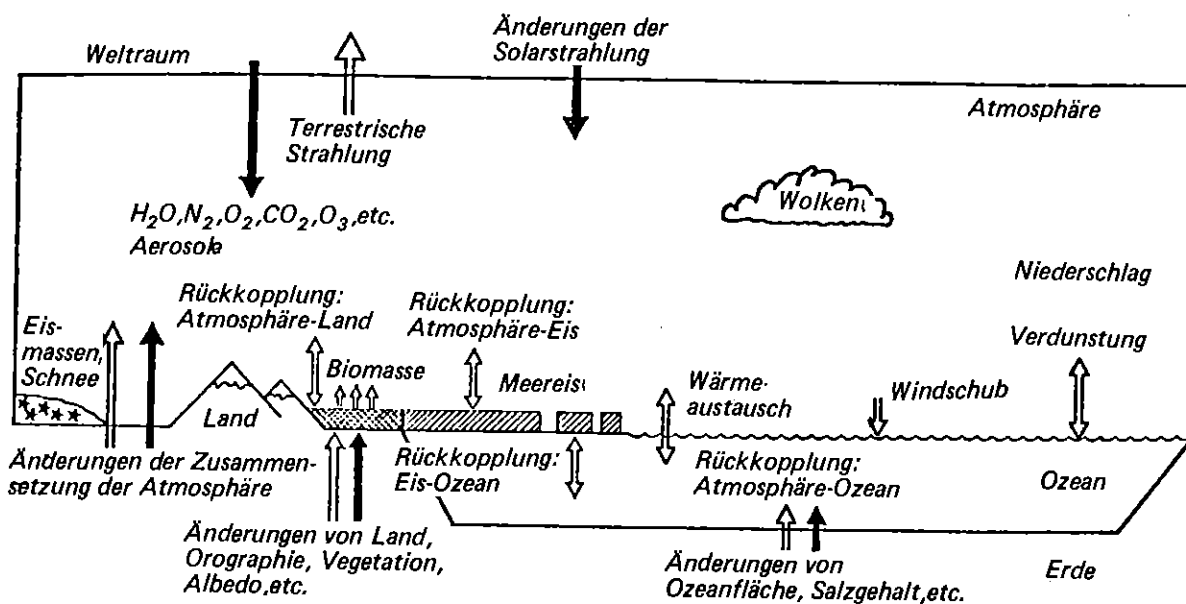 Weltraum
Änderungen der
Solarstrahlung
Atmosphäre
Terrestrische
Strahlung
H₂O,N₂,O₂,CO₂,O₃,etc.
Aerosole
Wolken
Niederschlag
Rückkopplung:
Atmosphäre-Land
Rückkopplung:
Atmosphäre-Eis
Eis-
massen,
Schnee
Verdunstung
Biomasse
Meereis
Wärme-
austausch
Windschub
Land
Änderungen der Zusammen-
setzung der Atmosphäre
Rückkopplung:
Eis-Ozean
Rückkopplung:
Atmosphäre-Ozean
Ozean
Änderungen von Land,
Orographie, Vegetation,
Albedo,etc.
Änderungen von
Ozeanfläche, Salzgehalt,etc.
Erde